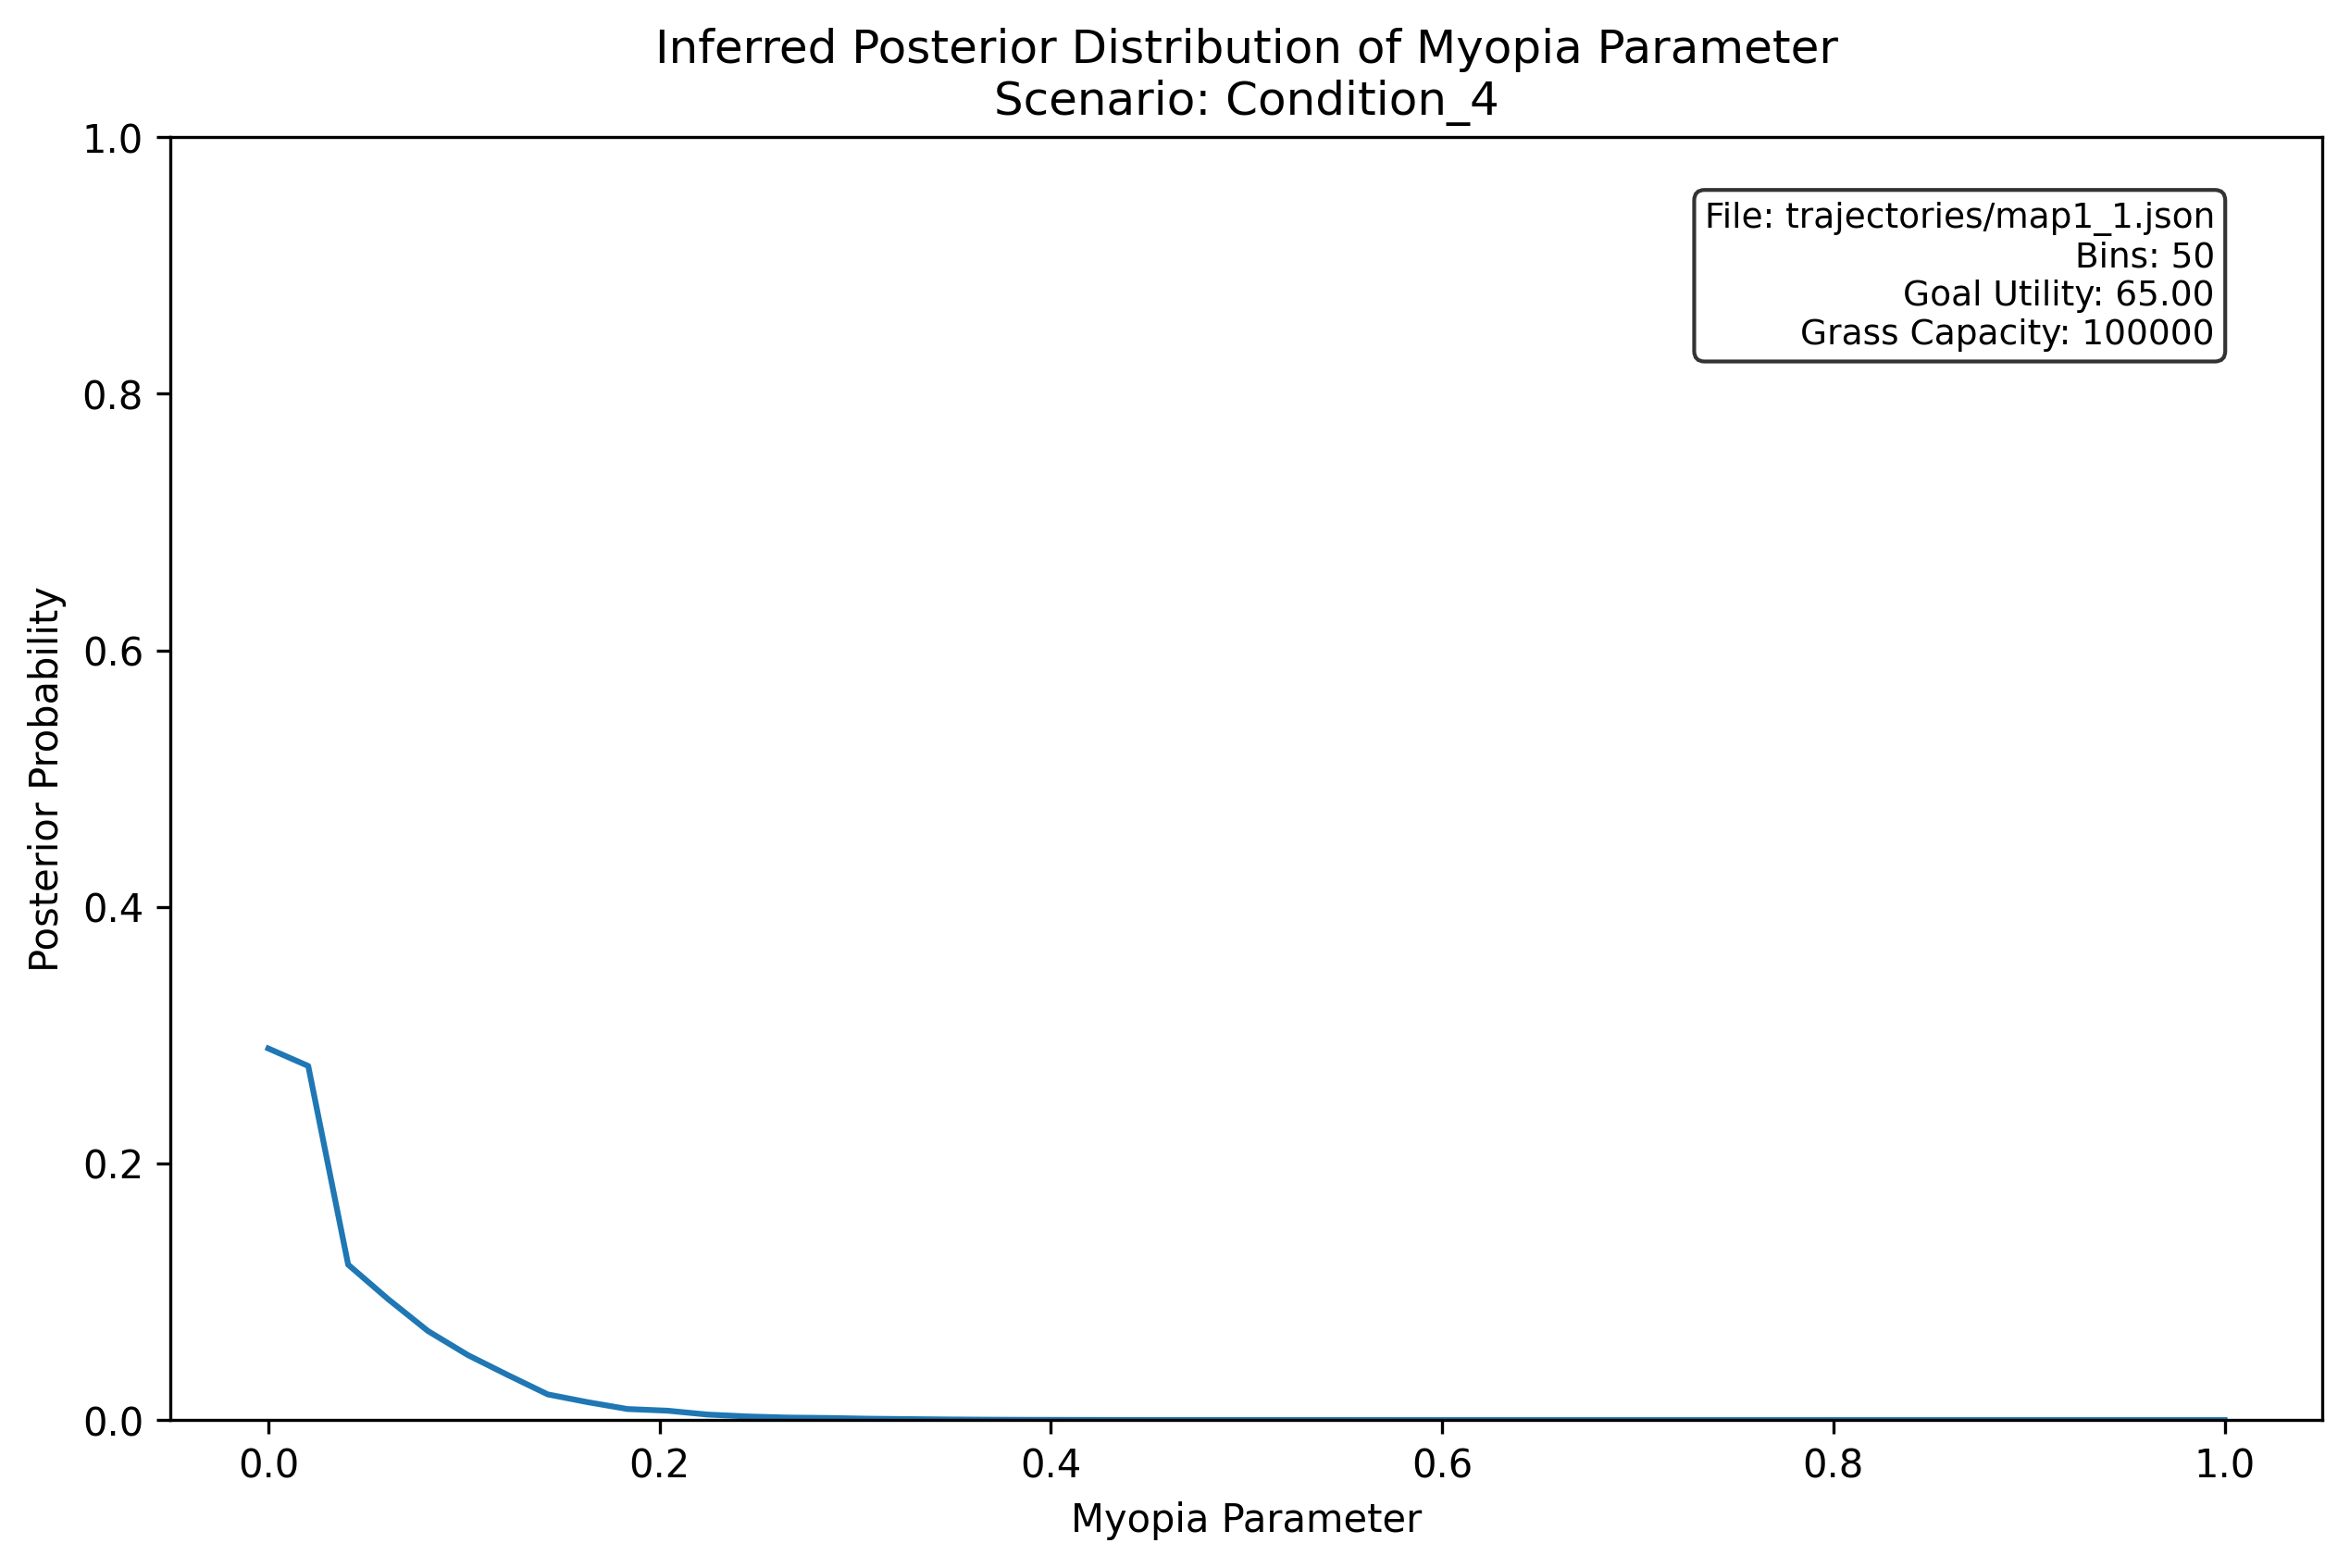 Inferred Posterior Distribution of Myopia Parameter
Scenario: Condition_4
File: trajectories/map1_1.json
Bins: 50
Goal Utility: 65.00
Grass Capacity: 100000
Posterior Probability
1.0
0.8
0.6
0.4
0.2
0.0
0.0 0.2 0.4 0.6 0.8 1.0
Myopia Parameter